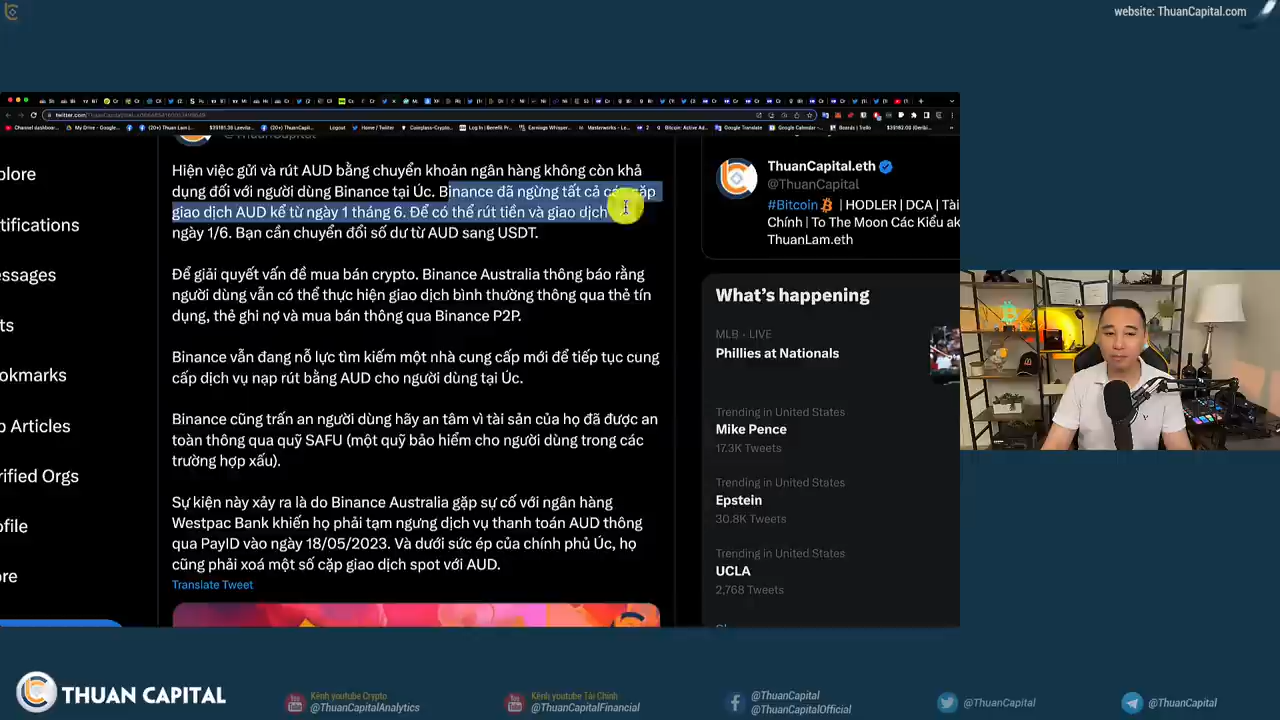 website: ThuanCapital.com
Hiện việc gửi và rút AUD bằng chuyển khoản ngân hàng không còn khả
dụng đối với người dùng Binance tại Úc. Binance đã ngừng tất cả các cặp
giao dịch AUD kể từ ngày 1 tháng 6. Để có thể rút tiền và giao dịch
ngày 1/6. Bạn cần chuyển đổi số dư từ AUD sang USDT.
Để giải quyết vấn đề mua bán crypto. Binance Australia thông báo rằng
người dùng vẫn có thể thực hiện giao dịch bình thường thông qua thẻ tín
dụng, thẻ ghi nợ và mua bán thông qua Binance P2P.
Binance vẫn đang nỗ lực tìm kiếm một nhà cung cấp mới để tiếp tục cung
cấp dịch vụ nạp rút bằng AUD cho người dùng tại Úc.
Binance cũng trấn an người dùng hãy an tâm vì tài sản của họ đã được an
toàn thông qua quỹ SAFU (một quỹ bảo hiểm cho người dùng trong các
trường hợp xấu).
Sự kiện này xảy ra là do Binance Australia gặp sự cố với ngân hàng
Westpac Bank khiến họ phải tạm ngưng dịch vụ thanh toán AUD thông
qua PayID vào ngày 18/05/2023. Và dưới sức ép của chính phủ Úc, họ
cũng phải xoá một số cặp giao dịch spot với AUD.
Translate Tweet
plore
tifications
essages
ts
okmarks
p Articles
rified Orgs
ofile
ore
ThuanCapital.eth
@ThuanCapital
#Bitcoin | HODLER | DCA | Tài
Chính | To The Moon Các Kiểu ak
ThuanLam.eth
What's happening
MLB · LIVE
Phillies at Nationals
Trending in United States
Mike Pence
17.3K Tweets
Trending in United States
Epstein
30.8K Tweets
Trending in United States
UCLA
2,768 Tweets
THUAN CAPITAL
Kênh youtube Crypto
@ThuanCapitalAnalytics
Kênh youtube Tài Chính
@ThuanCapitalFinancial
@ThuanCapital
@ThuanCapitalOfficial
@ThuanCapital
@ThuanCapital